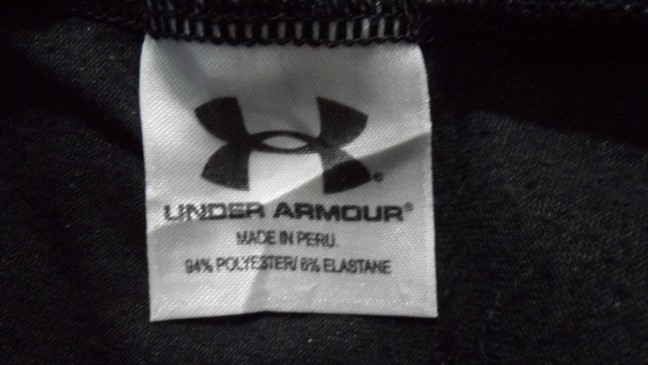 UNDER ARMOUR®
MADE IN PERU.
94% POLYESTER/ 6% ELASTANE